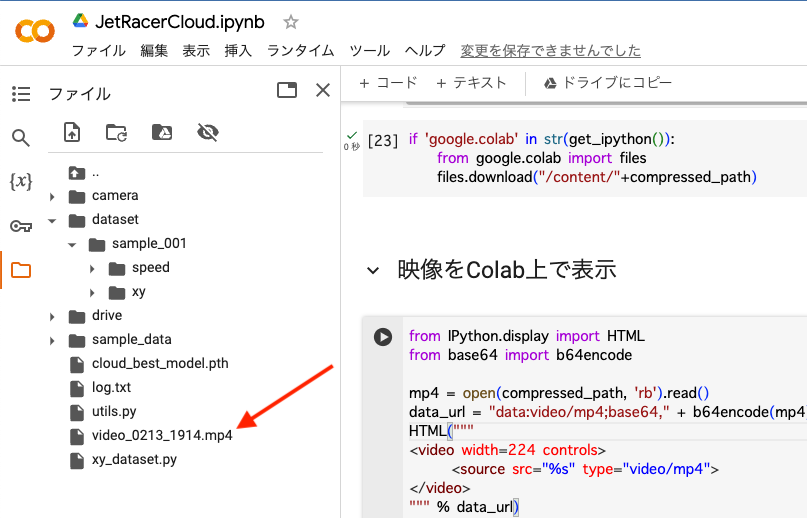 JetRacerCloud.ipynb
ファイル 編集 表示 挿入 ランタイム ツール ヘルプ 変更を保存できませんでした
ファイル
+ コード + テキスト ドライブにコピー
{x}
..
camera
dataset
sample_001
speed
xy
drive
sample_data
cloud_best_model.pth
log.txt
utils.py
video_0213_1914.mp4
xy_dataset.py
0 秒
[23] if 'google.colab' in str(get_ipython()):
from google.colab import files
files.download("/content/"+compressed_path)
映像をColab上で表示
from IPython.display import HTML
from base64 import b64encode
mp4 = open(compressed_path, 'rb').read()
data_url = "data:video/mp4;base64," + b64encode(mp4)
HTML("""
<video width=224 controls>
<source src="%s" type="video/mp4">
</video>
""" % data_url)